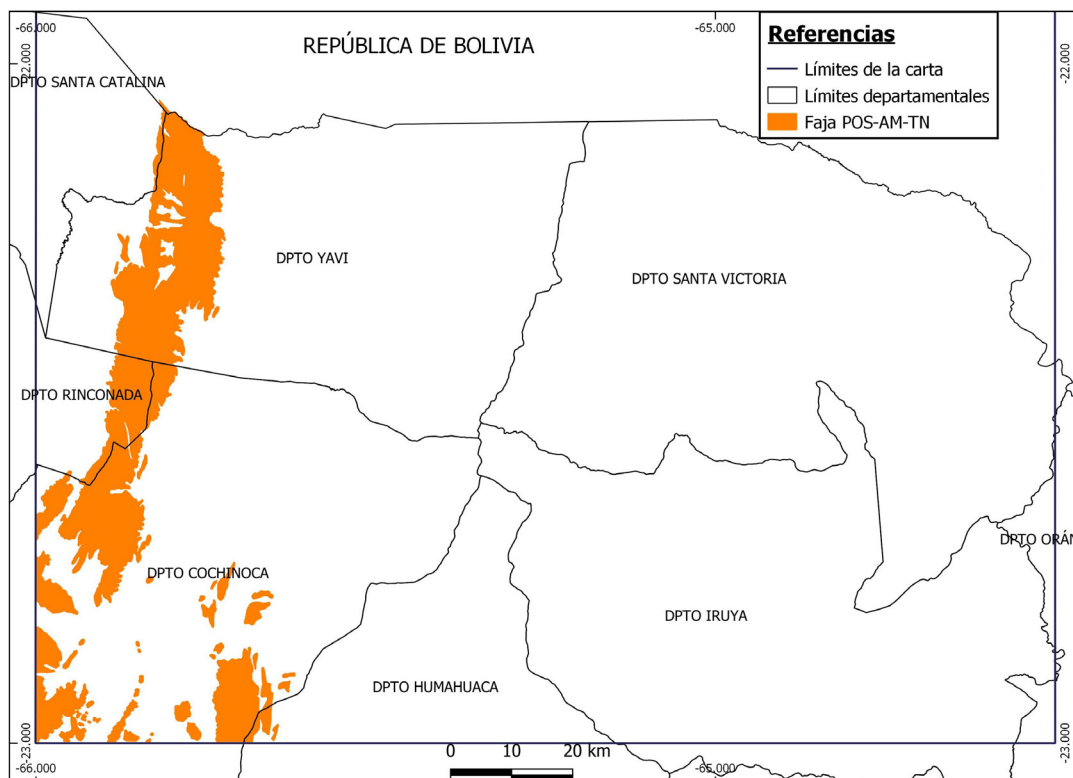 -66.000
-65.000
REPÚBLICA DE BOLIVIA
Referencias
Límites de la carta
Límites departamentales
Faja POS-AM-TN
-22.000
-22.000
DPTO SANTA CATALINA
DPTO YAVI
DPTO SANTA VICTORIA
DPTO RINCONADA
DPTO ORÁN
DPTO COCHINOCA
DPTO IRUYA
DPTO HUMAHUACA
-23.000
-23.000
0 10 20 km
-66.000
-65.000